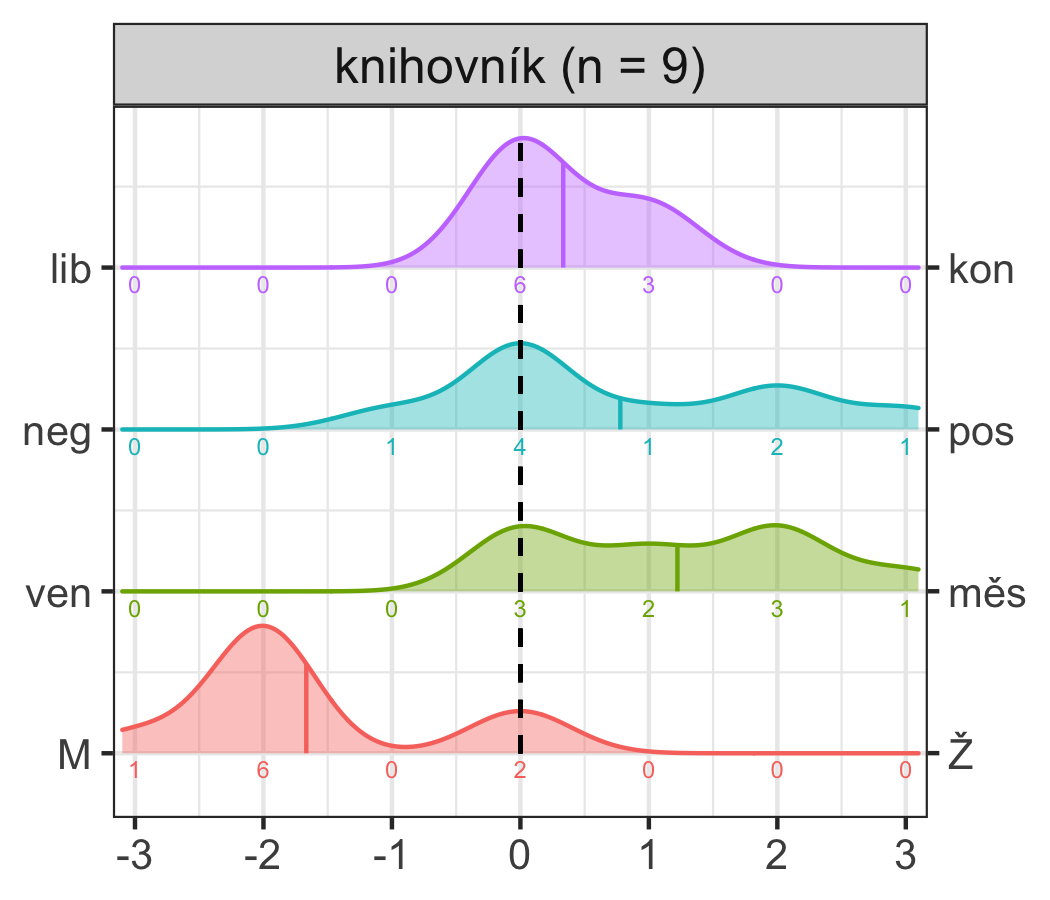 knihovník (n = 9)
lib kon
0 0 0 6 3 0 0
neg pos
0 0 1 4 1 2 1
ven měs
0 0 0 3 2 3 1
M Ž
1 6 0 2 0 0 0
-3 -2 -1 0 1 2 3